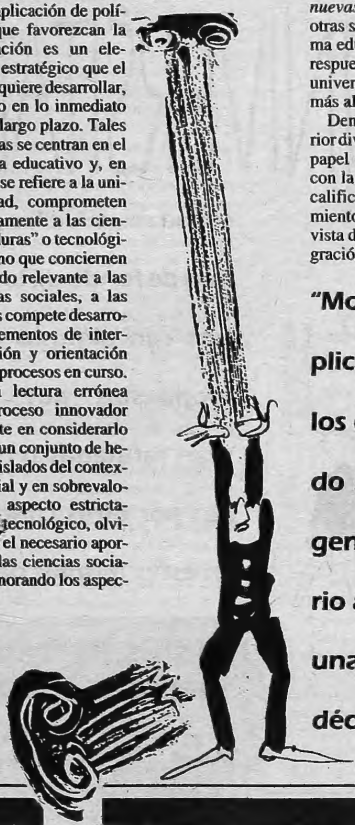 aplicación de polí-
que favorezcan la
ación es un ele-
estratégico que el
quiere desarrollar,
o en lo inmediato
largo plazo. Tales
as se centran en el
a educativo y, en
se refiere a la uni-
ad, comprometen
amente a las cien-
uras" o tecnológi-
no que conciernen
do relevante a las
as sociales, a las
s compete desarro-
ementos de inter-
ión y orientación
procesos en curso.
lectura errónea
roceso innovador
te en considerarlo
un conjunto de he-
islados del contex-
ial y en sobrevalo-
aspecto estricta-
tecnológico, olvi-
el necesario apor-
las ciencias socia-
norando los aspec-
nuevas
otras s
ma edu
respue
univer
más al
Den
rior div
papel
con la
calific
miento
vista d
gración
"Mo
plic
los
do
gen
rio a
una
déc